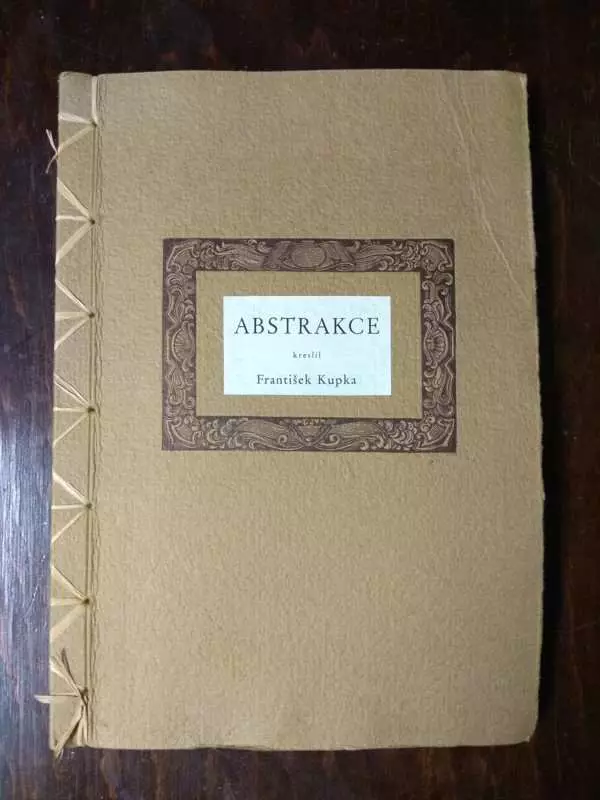 ABSTRAKCE
kreslil
František Kupka